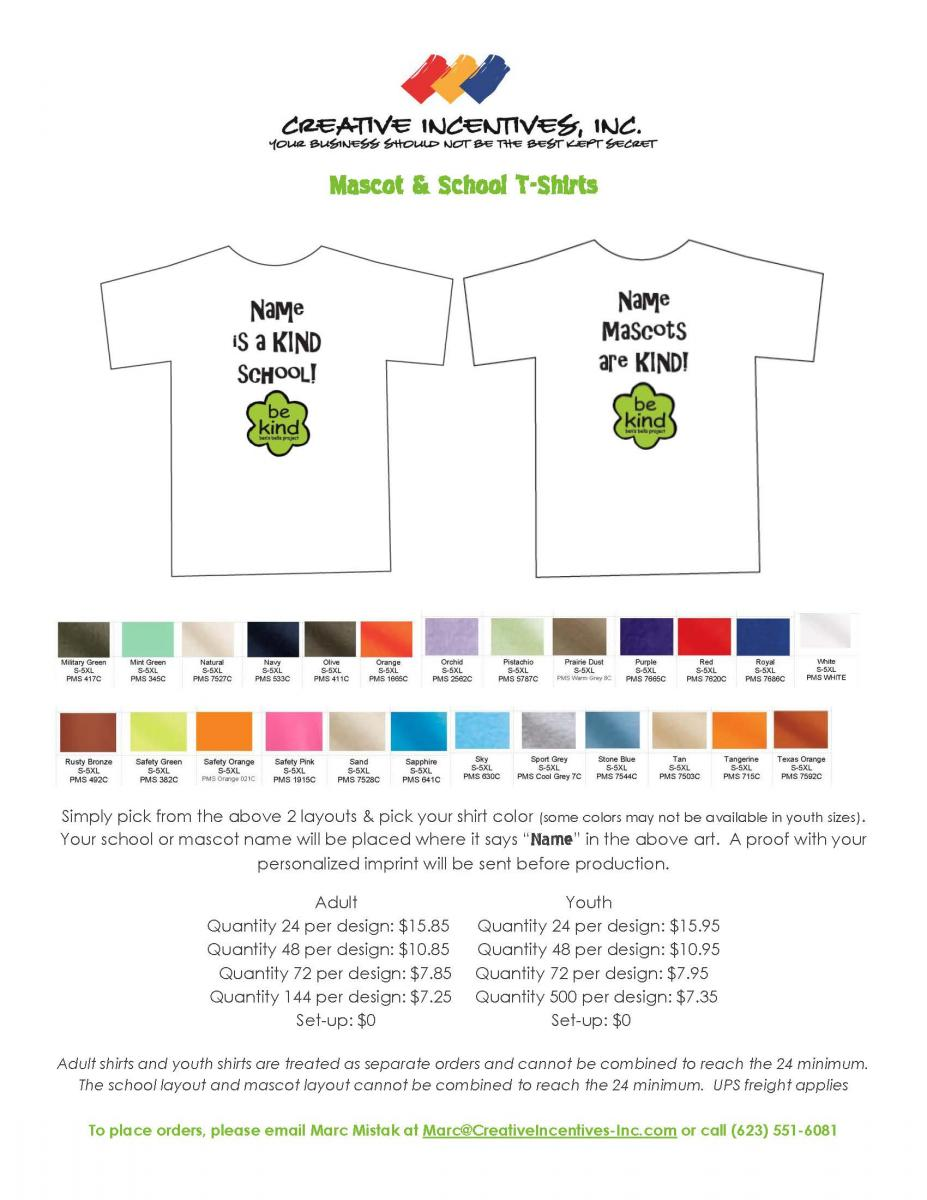 CREATIVE INCENTIVES, INC.
YOUR BUSINESS SHOULD NOT BE THE BEST KEPT SECRET
Mascot & School T-Shirts
Name
is a KIND
SCHOOL!
be
kind
ben's bells project
Name
Mascots
are KIND!
be
kind
ben's bells project
Military Green
S-5XL
PMS 417C
Mint Green
S-5XL
PMS 345C
Natural
S-5XL
PMS 7527C
Navy
S-5XL
PMS 533C
Olive
S-5XL
PMS 411C
Orange
S-5XL
PMS 1665C
Orchid
S-5XL
PMS 2562C
Pistachio
S-5XL
PMS 5787C
Prairie Dust
S-5XL
PMS Warm Grey 8C
Purple
S-5XL
PMS 7665C
Red
S-5XL
PMS 7620C
Royal
S-5XL
PMS 7686C
White
S-5XL
PMS WHITE
Rusty Bronze
S-5XL
PMS 492C
Safety Green
S-5XL
PMS 382C
Safety Orange
S-5XL
PMS Orange 021C
Safety Pink
S-5XL
PMS 1915C
Sand
S-5XL
PMS 7528C
Sapphire
S-5XL
PMS 641C
Sky
S-5XL
PMS 630C
Sport Grey
S-5XL
PMS Cool Grey 7C
Stone Blue
S-5XL
PMS 7544C
Tan
S-5XL
PMS 7503C
Tangerine
S-5XL
PMS 715C
Texas Orange
S-5XL
PMS 7592C
Simply pick from the above 2 layouts & pick your shirt color (some colors may not be available in youth sizes).
Your school or mascot name will be placed where it says “Name” in the above art. A proof with your
personalized imprint will be sent before production.
Adult
Quantity 24 per design: $15.85
Quantity 48 per design: $10.85
Quantity 72 per design: $7.85
Quantity 144 per design: $7.25
Set-up: $0
Youth
Quantity 24 per design: $15.95
Quantity 48 per design: $10.95
Quantity 72 per design: $7.95
Quantity 500 per design: $7.35
Set-up: $0
Adult shirts and youth shirts are treated as separate orders and cannot be combined to reach the 24 minimum.
The school layout and mascot layout cannot be combined to reach the 24 minimum. UPS freight applies
To place orders, please email Marc Mistak at Marc@CreativeIncentives-Inc.com or call (623) 551-6081